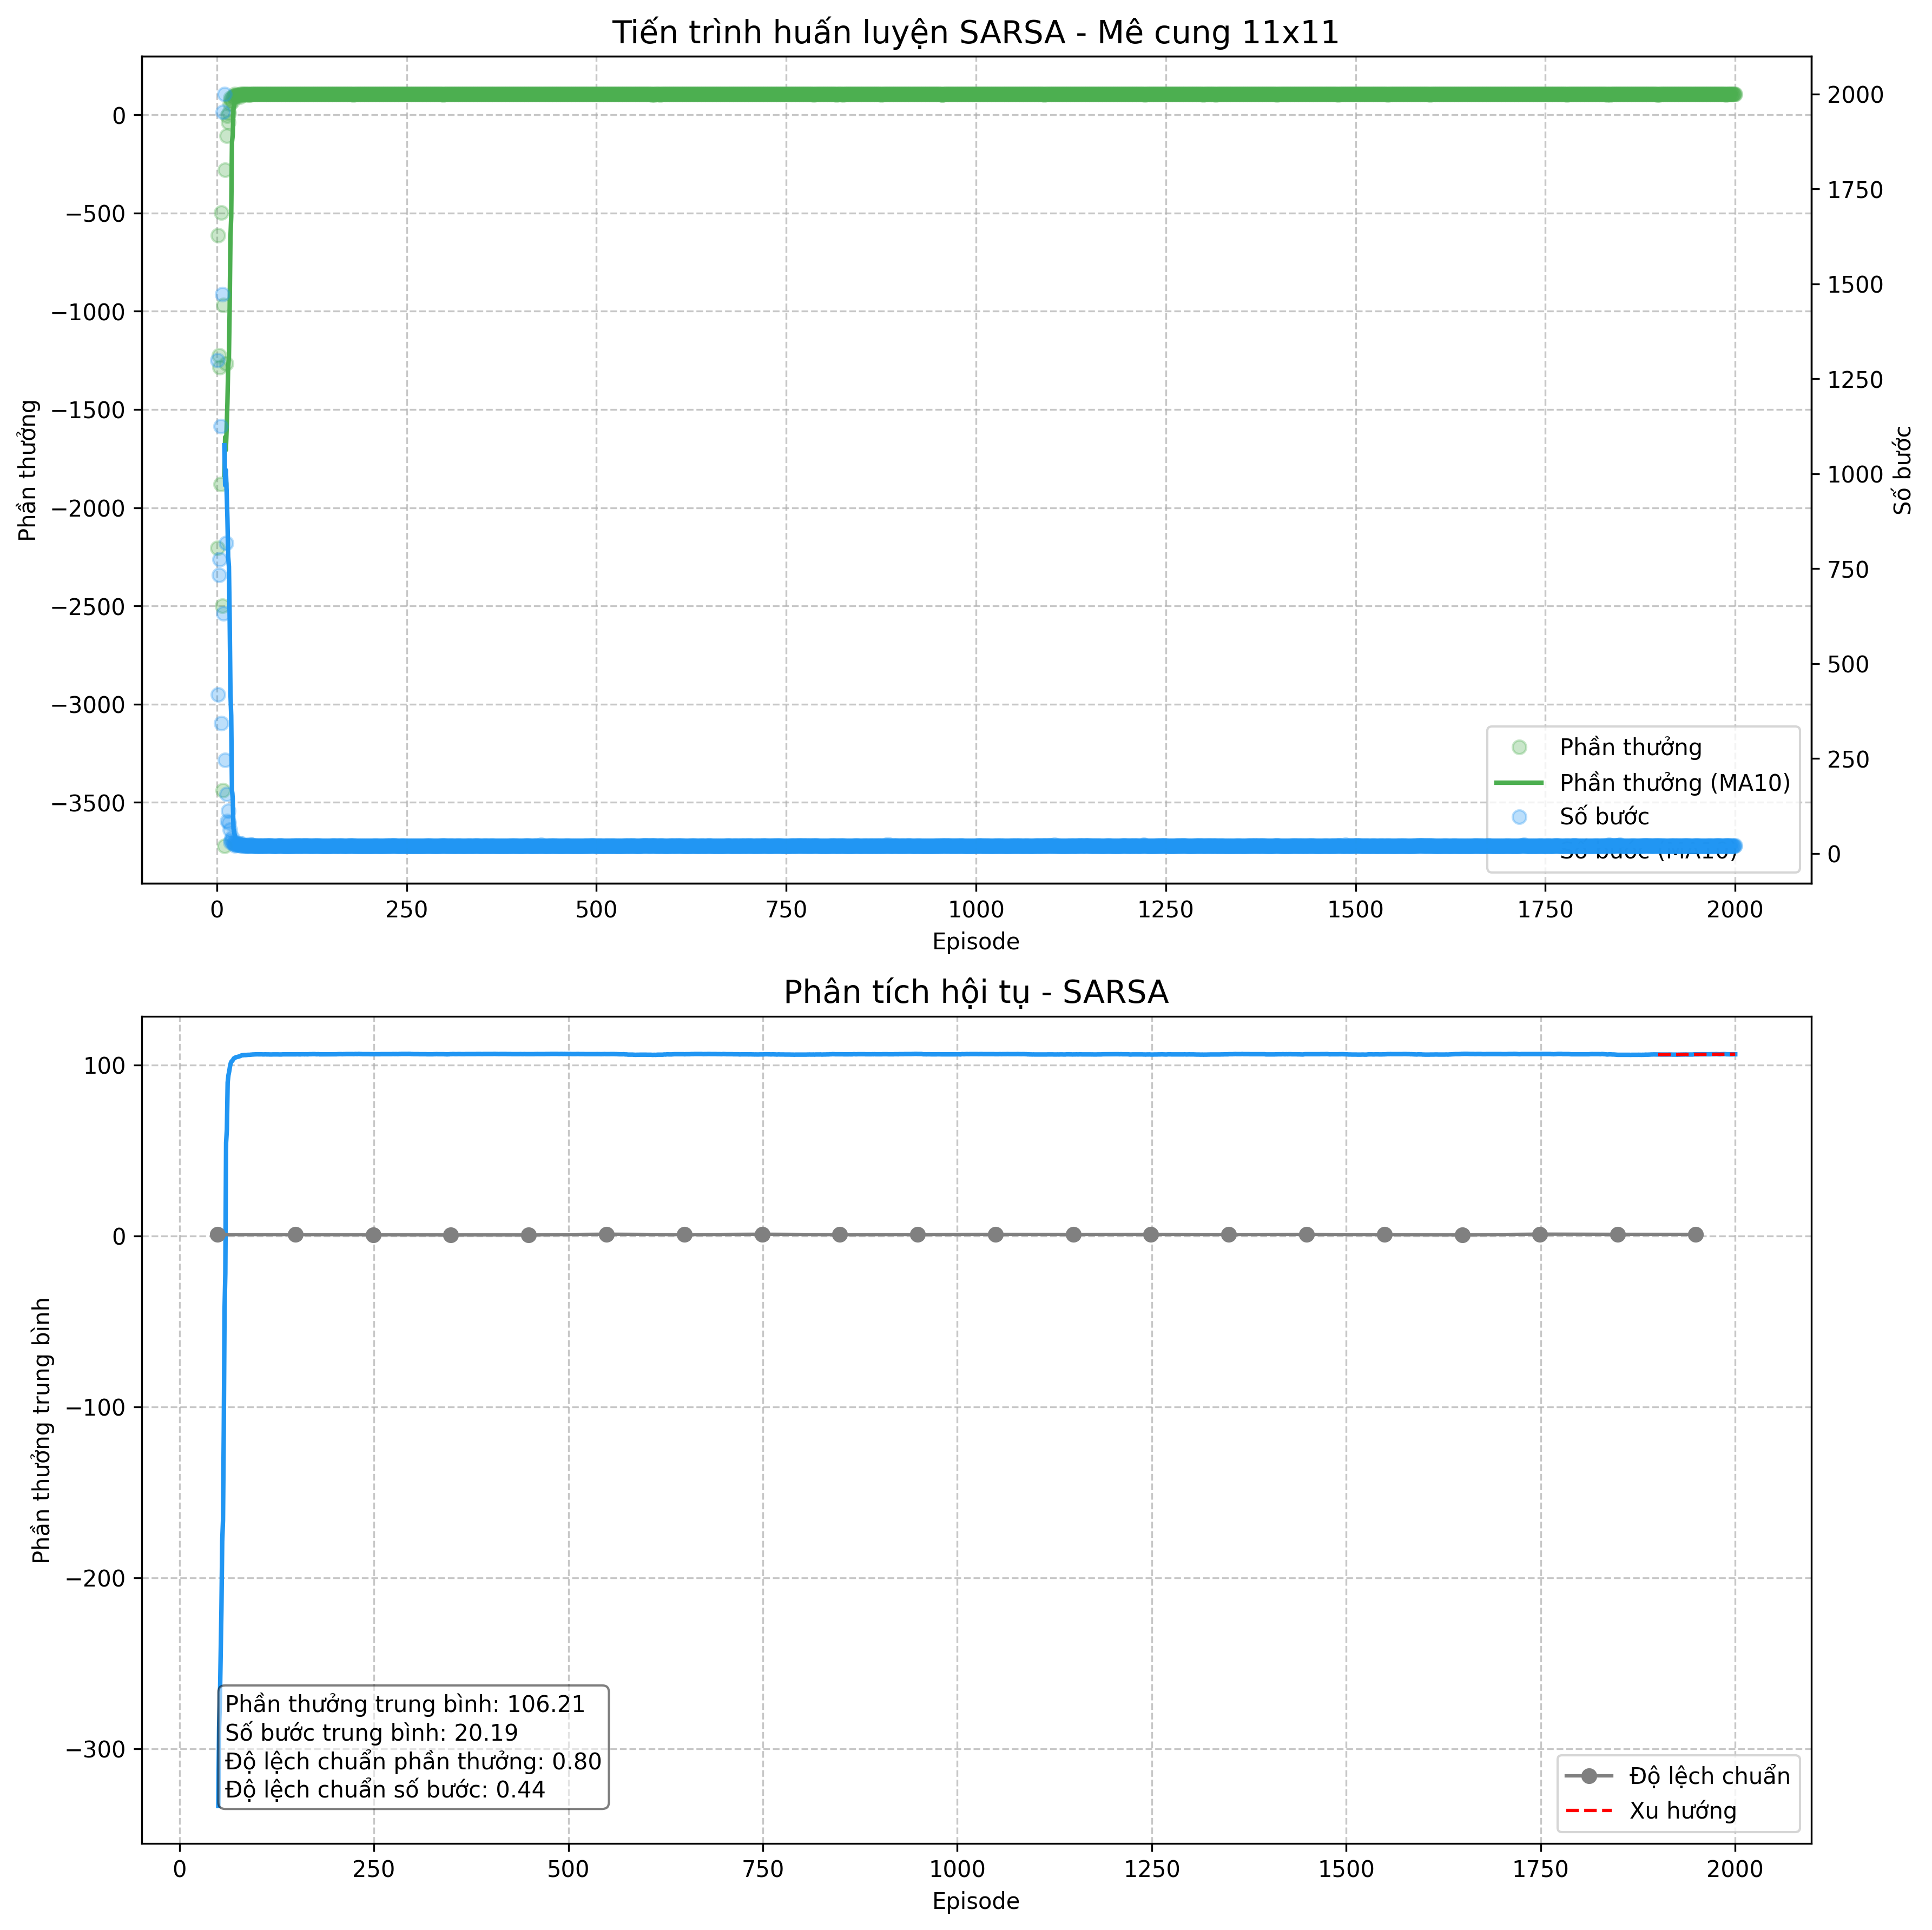 Tiến trình huấn luyện SARSA - Mê cung 11x11
0
−500
−1000
−1500
−2000
−2500
−3000
−3500
Phần thưởng
2000
1750
1500
1250
1000
750
500
250
0
Số bước
Phần thưởng
Phần thưởng (MA10)
Số bước
Số bước (MA10)
0 250 500 750 1000 1250 1500 1750 2000
Episode
Phân tích hội tụ - SARSA
100
0
−100
−200
−300
Phần thưởng trung bình
Phần thưởng trung bình: 106.21
Số bước trung bình: 20.19
Độ lệch chuẩn phần thưởng: 0.80
Độ lệch chuẩn số bước: 0.44
Độ lệch chuẩn
Xu hướng
0 250 500 750 1000 1250 1500 1750 2000
Episode